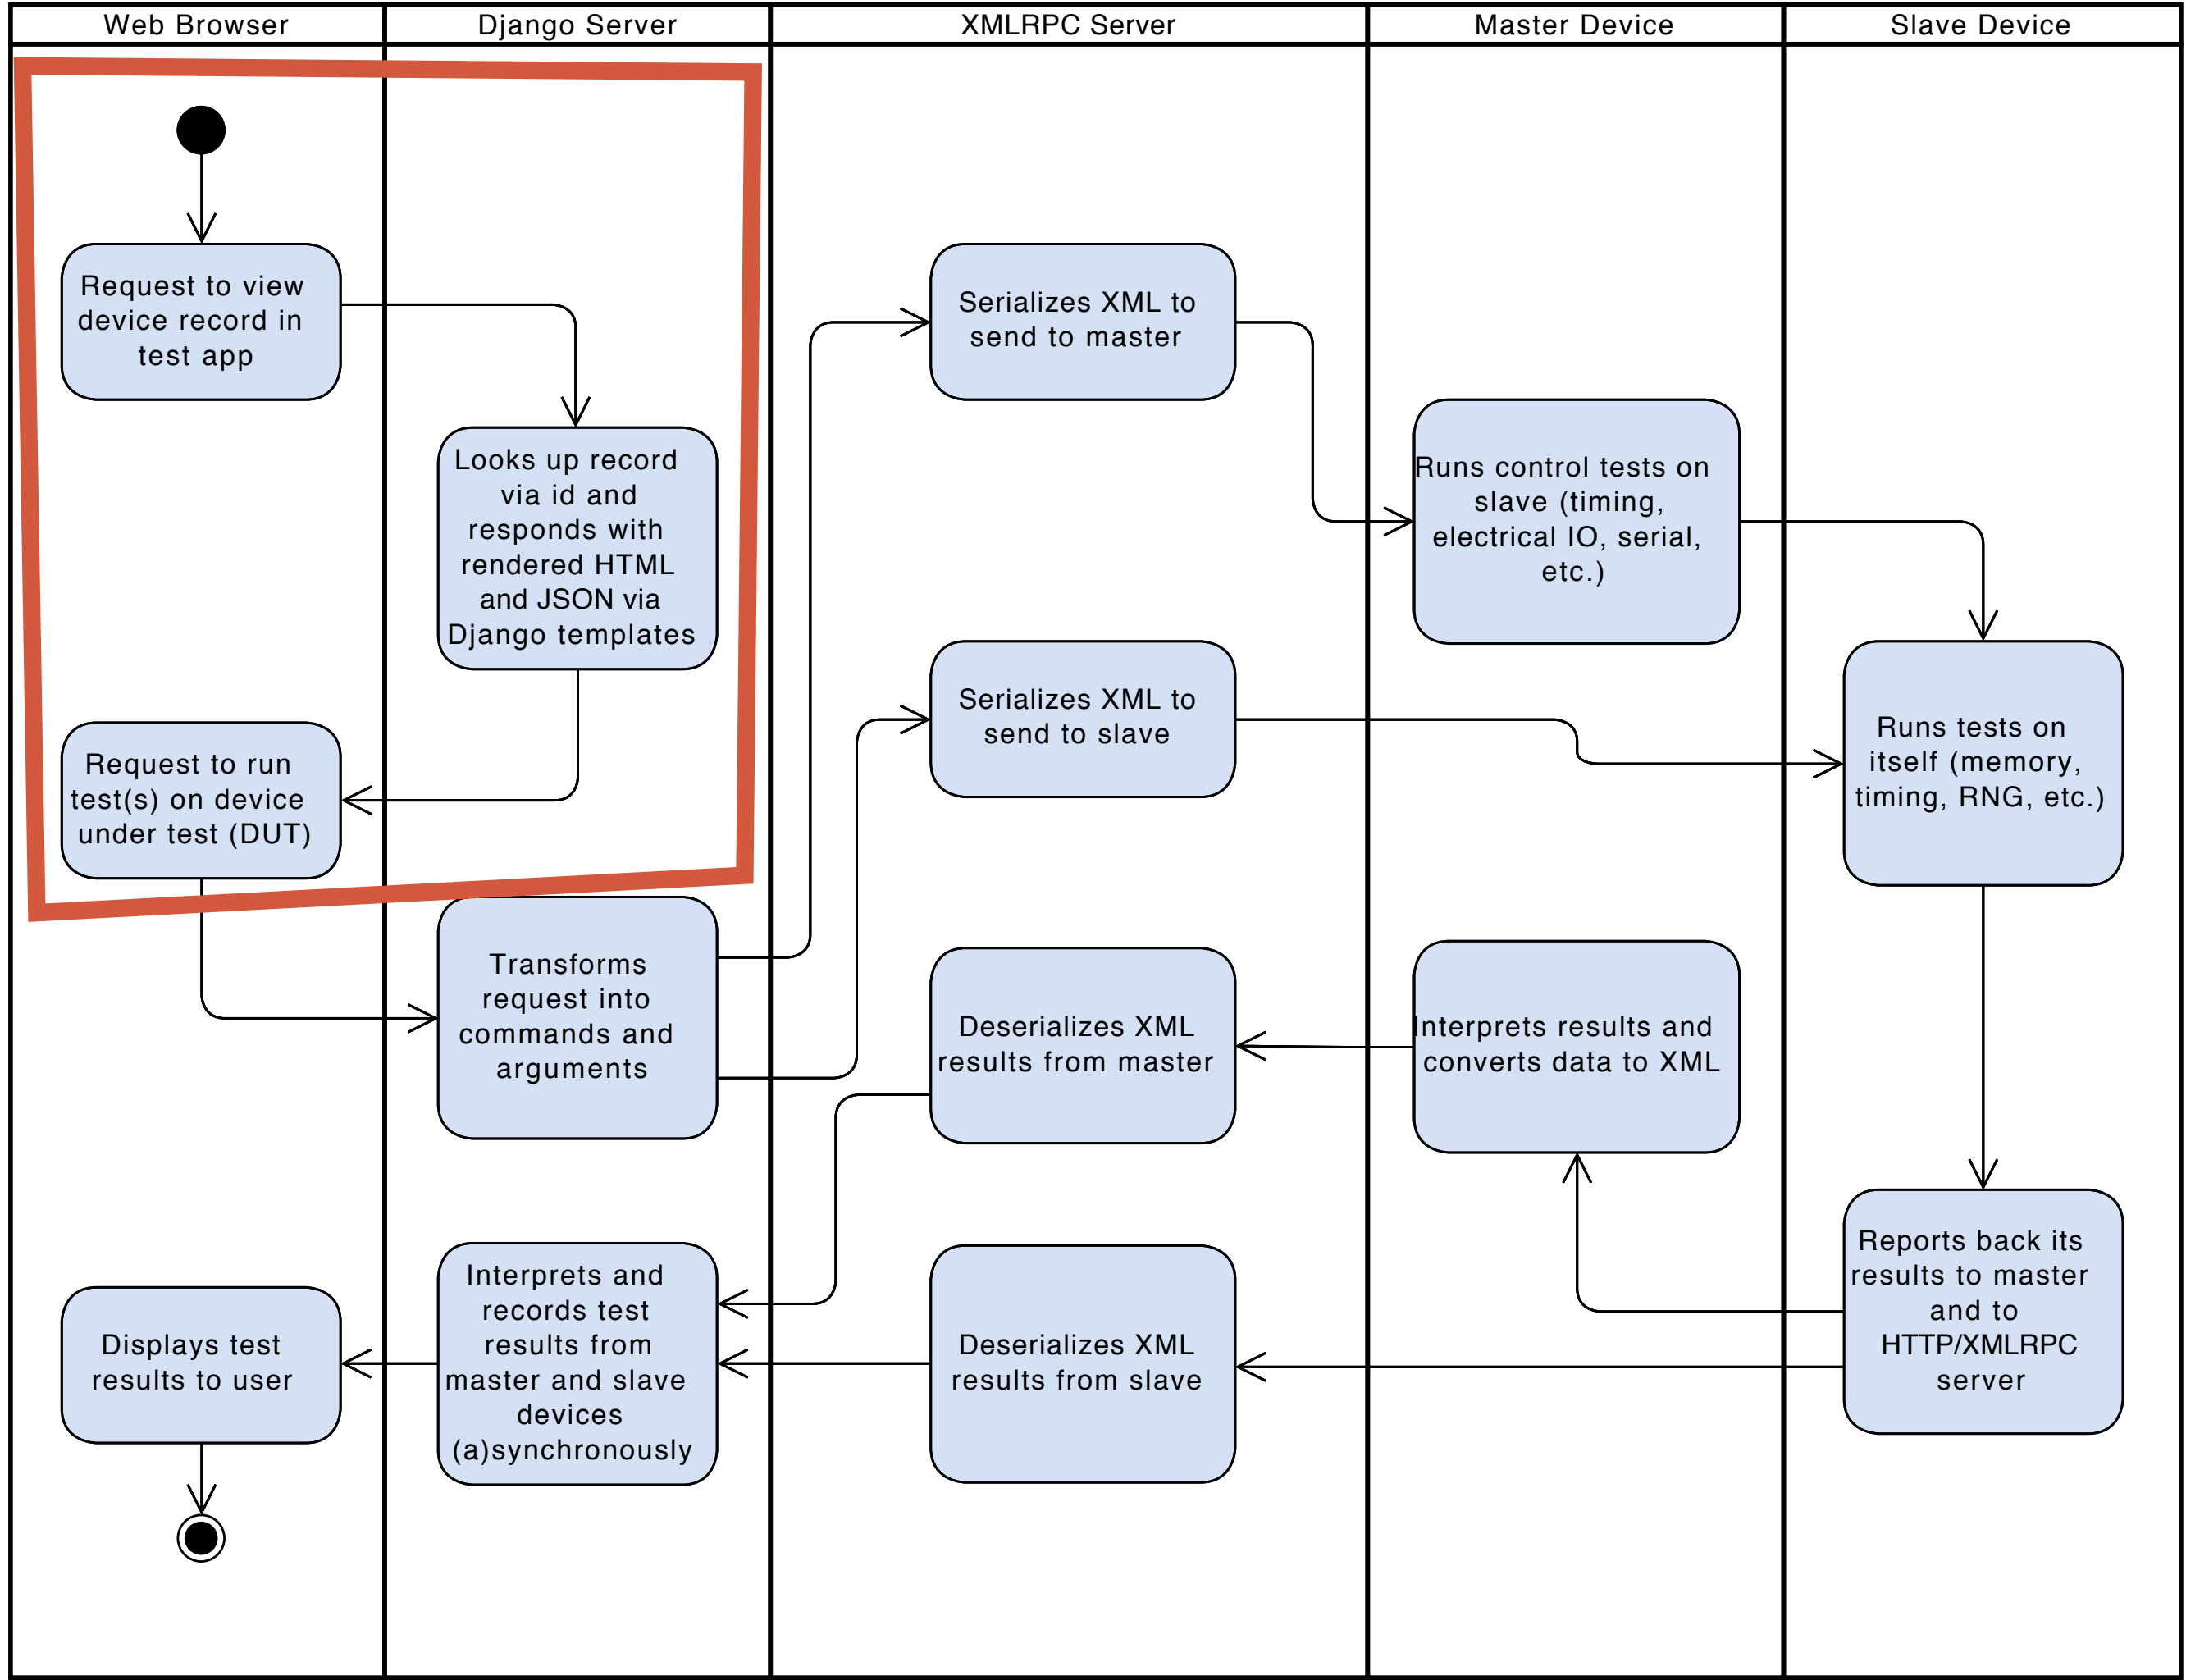 Web Browser
Django Server
XMLRPC Server
Master Device
Slave Device
Request to view
device record in
test app
Looks up record
via id and
responds with
rendered HTML
and JSON via
Django templates
Request to run
test(s) on device
under test (DUT)
Transforms
request into
commands and
arguments
Serializes XML to
send to master
Serializes XML to
send to slave
Runs control tests on
slave (timing,
electrical IO, serial,
etc.)
Runs tests on
itself (memory,
timing, RNG, etc.)
Reports back its
results to master
and to
HTTP/XMLRPC
server
Interprets results and
converts data to XML
Deserializes XML
results from master
Deserializes XML
results from slave
Interprets and
records test
results from
master and slave
devices
(a)synchronously
Displays test
results to user